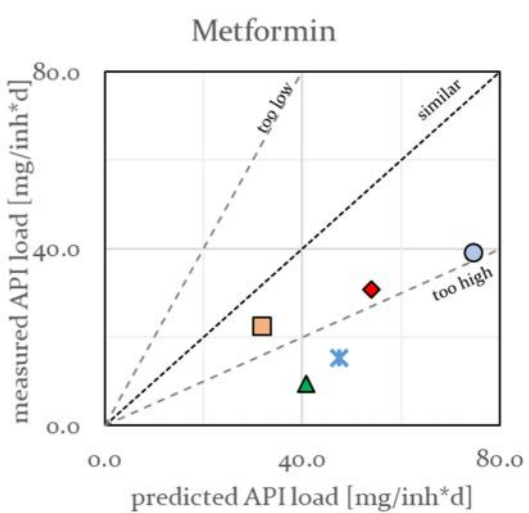 Metformin
measured API load [mg/inh*d]
80.0
40.0
0.0
too low
similar
too high
0.0 40.0 80.0
predicted API load [mg/inh*d]